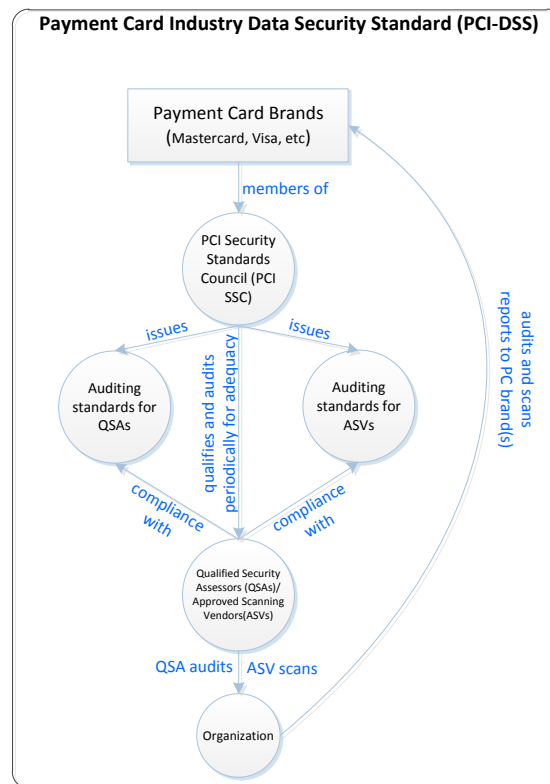 Payment Card Industry Data Security Standard (PCI-DSS)
Payment Card Brands
(Mastercard, Visa, etc)
members of
PCI Security
Standards
Council (PCI
SSC)
issues
issues
Auditing
standards for
QSAs
qualifies and audits
periodically for adequacy
Auditing
standards for
ASVs
audits and scans
reports to PC brand(s)
compliance
with
compliance
with
Qualified Security
Assessors (QSAs)/
Approved Scanning
Vendors(ASVs)
QSA audits
ASV scans
Organization